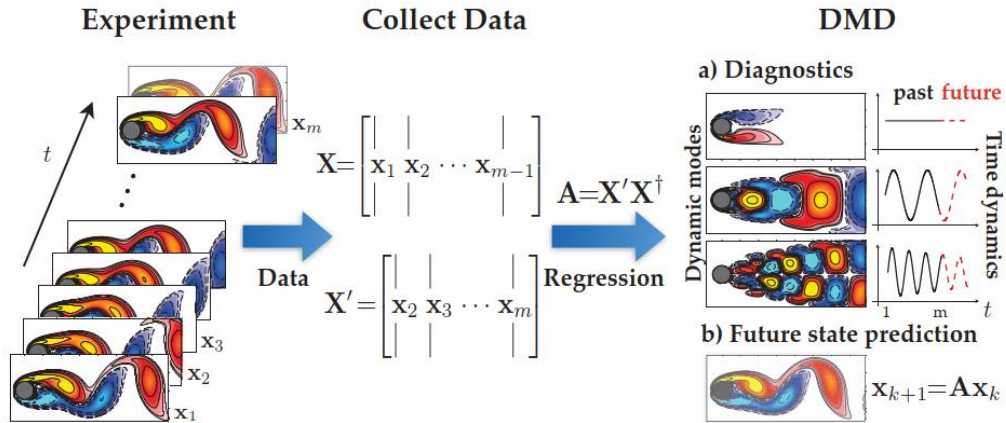 Experiment
Collect Data
DMD
t
x_m
x_3
x_2
x_1
Data
X = [x_1 x_2 ⋯ x_{m−1}]
X′ = [x_2 x_3 ⋯ x_m]
A=X′X†
Regression
a) Diagnostics
Dynamic modes
past future
Time dynamics
1 m t
b) Future state prediction
x_{k+1}=Ax_k